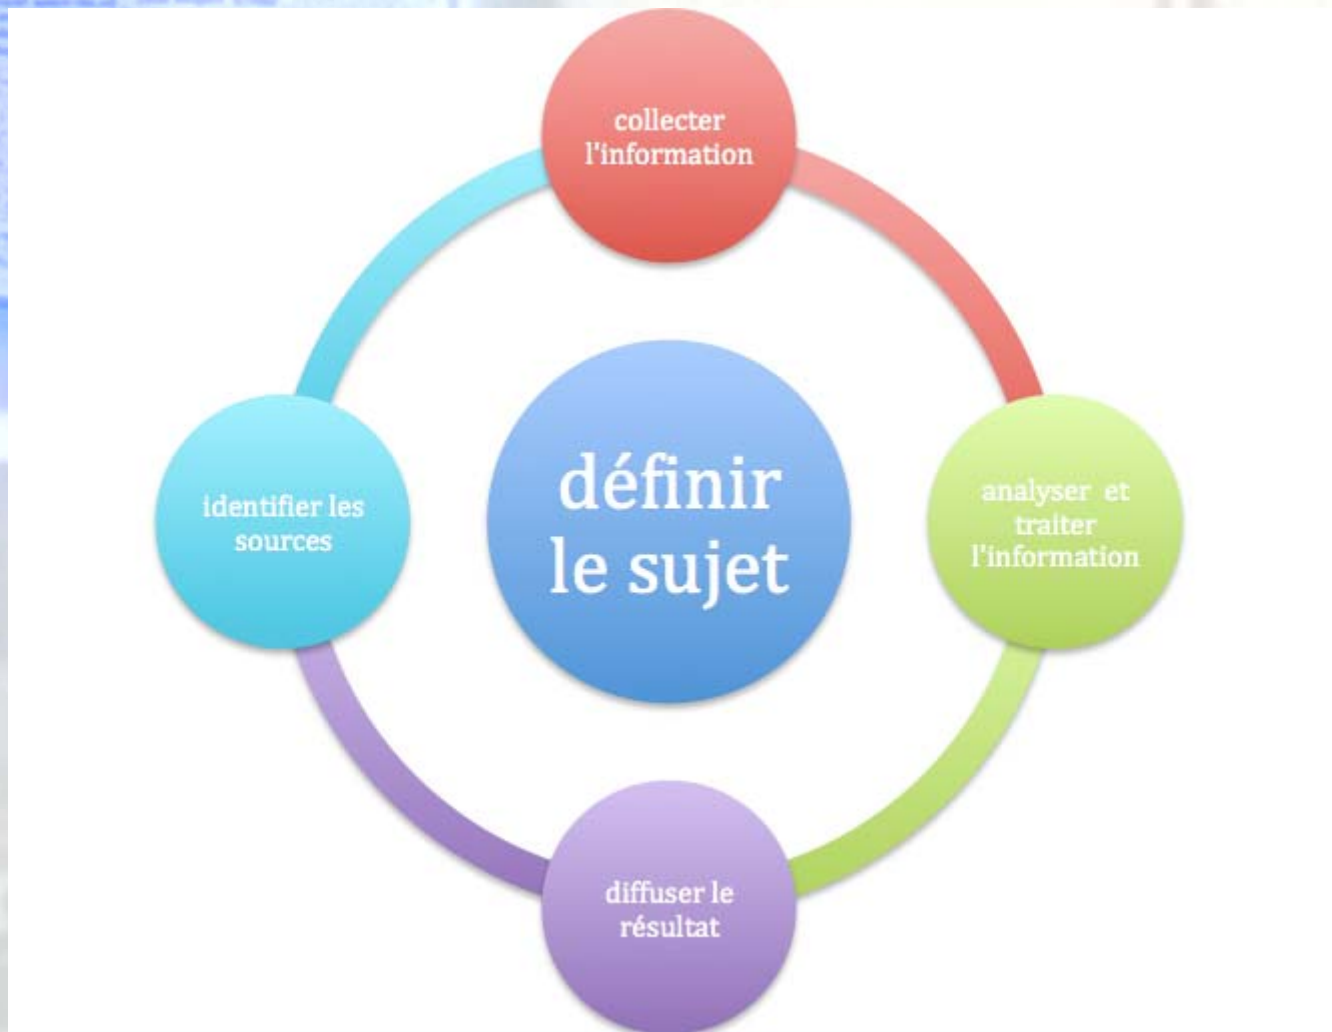 collecter
l'information
identifier les
sources
définir
le sujet
analyser et
traiter
l'information
diffuser le
résultat